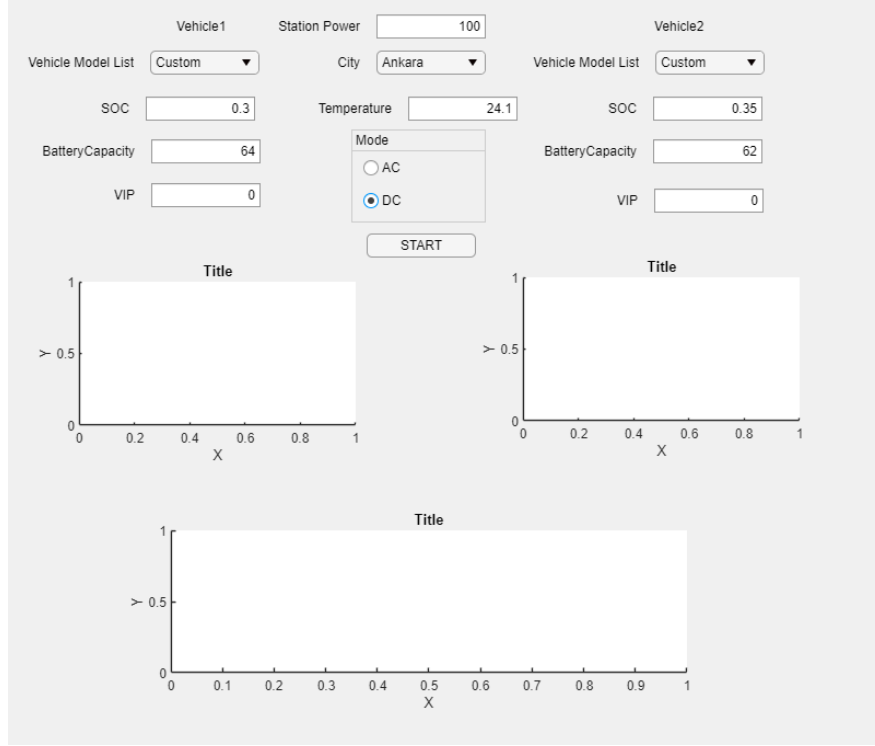 Vehicle1 Station Power 100 Vehicle2
Vehicle Model List Custom City Ankara Vehicle Model List Custom
SOC 0.3 Temperature 24.1 SOC 0.35
Mode
BatteryCapacity 64 BatteryCapacity 62
AC
VIP 0 DC VIP 0
START
Title
1
Y 0.5
0
0 0.2 0.4 0.6 0.8 1
X
Title
1
Y 0.5
0
0 0.2 0.4 0.6 0.8 1
X
Title
1
Y 0.5
0
0 0.1 0.2 0.3 0.4 0.5 0.6 0.7 0.8 0.9 1
X